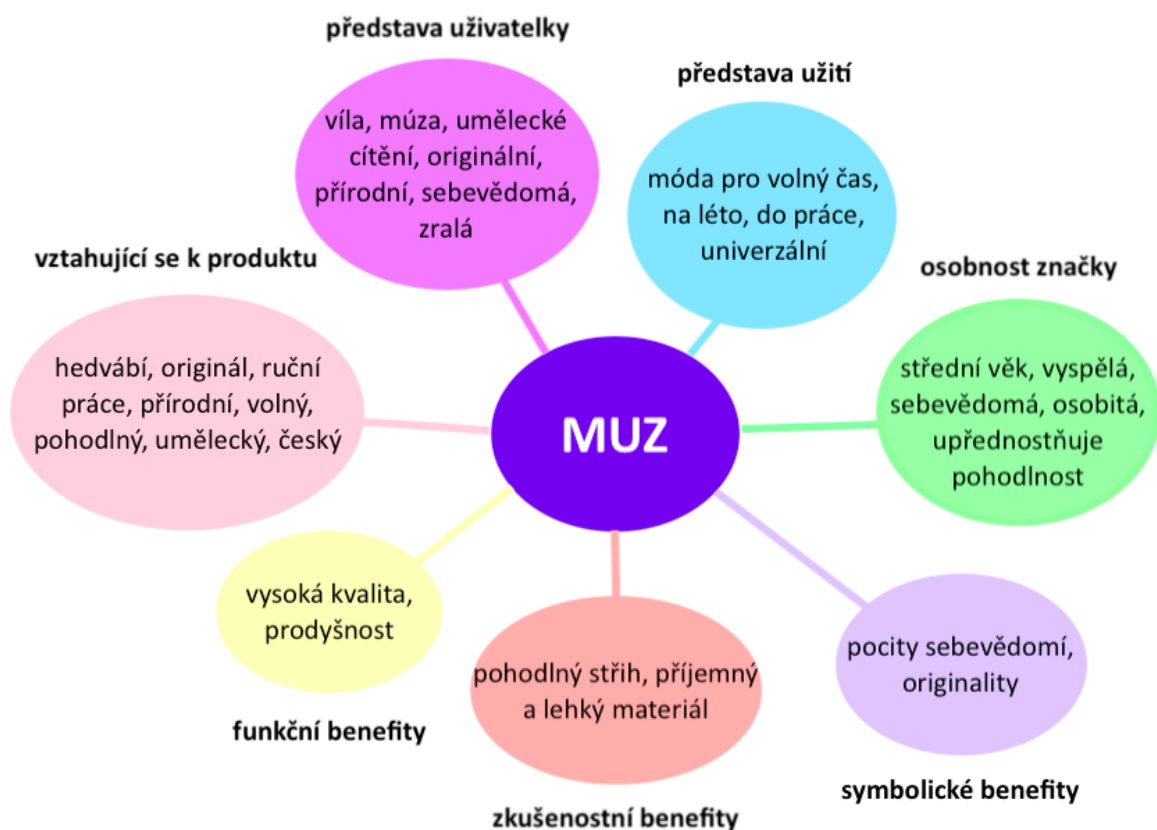 představa uživatelky
víla, múza, umělecké
cítění, originální,
přírodní, sebevědomá,
zralá
představa užití
móda pro volný čas,
na léto, do práce,
univerzální
vztahující se k produktu
hedvábí, originál, ruční
práce, přírodní, volný,
pohodlný, umělecký, český
osobnost značky
střední věk, vyspělá,
sebevědomá, osobitá,
upřednostňuje
pohodlnost
MUZ
vysoká kvalita,
prodyšnost
funkční benefity
pohodlný střih, příjemný
a lehký materiál
zkušenostní benefity
pocity sebevědomí,
originality
symbolické benefity